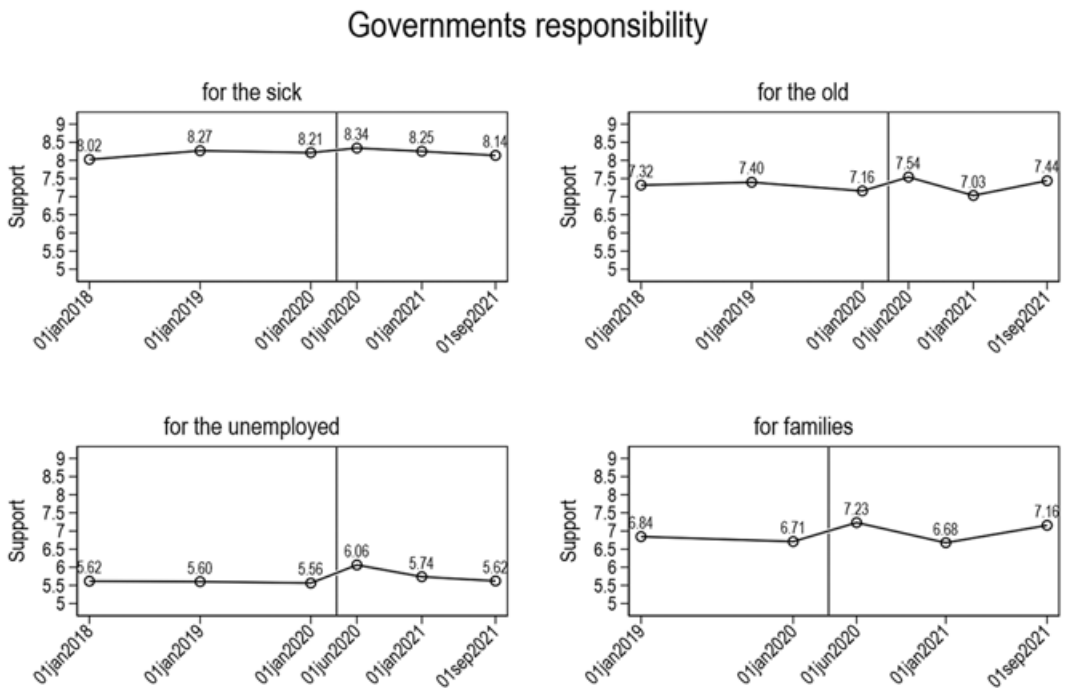 Governments responsibility
for the sick
Support
9
8.5
8
7.5
7
6.5
6
5.5
5
8.02
8.27
8.21
8.34
8.25
8.14
01jan2018
01jan2019
01jan2020
01jun2020
01jan2021
01sep2021
for the old
Support
9
8.5
8
7.5
7
6.5
6
5.5
5
7.32
7.40
7.16
7.54
7.03
7.44
01jan2018
01jan2019
01jan2020
01jun2020
01jan2021
01sep2021
for the unemployed
Support
9
8.5
8
7.5
7
6.5
6
5.5
5
5.62
5.60
5.56
6.06
5.74
5.62
01jan2018
01jan2019
01jan2020
01jun2020
01jan2021
01sep2021
for families
Support
9
8.5
8
7.5
7
6.5
6
5.5
5
6.84
6.71
7.23
6.68
7.16
01jan2019
01jan2020
01jun2020
01jan2021
01sep2021